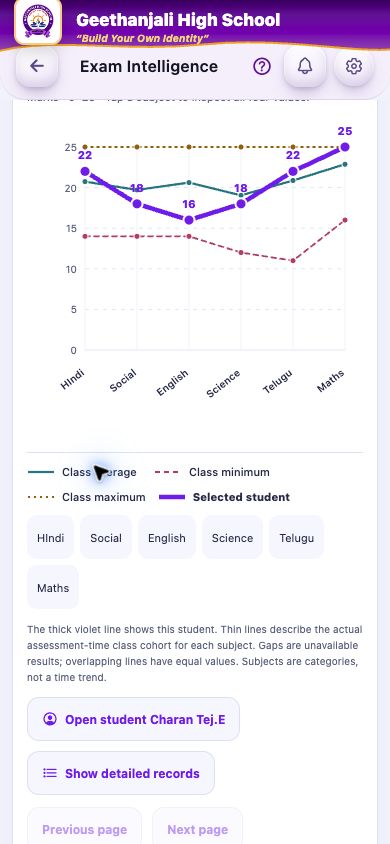 Geethanjali High School
“Build Your Own Identity”
Exam Intelligence
25
22
25
20
18
18
16
15
10
5
0
HIndi
Social
English
Science
Telugu
Maths
Class
Class minimum
Class maximum
Selected student
HIndi
Social
English
Science
Telugu
Maths
The thick violet line shows this student. Thin lines describe the actual
assessment-time class cohort for each subject. Gaps are unavailable
results; overlapping lines have equal values. Subjects are categories,
not a time trend.
Open student Charan Tej.E
Show detailed records
Previous page
Next page